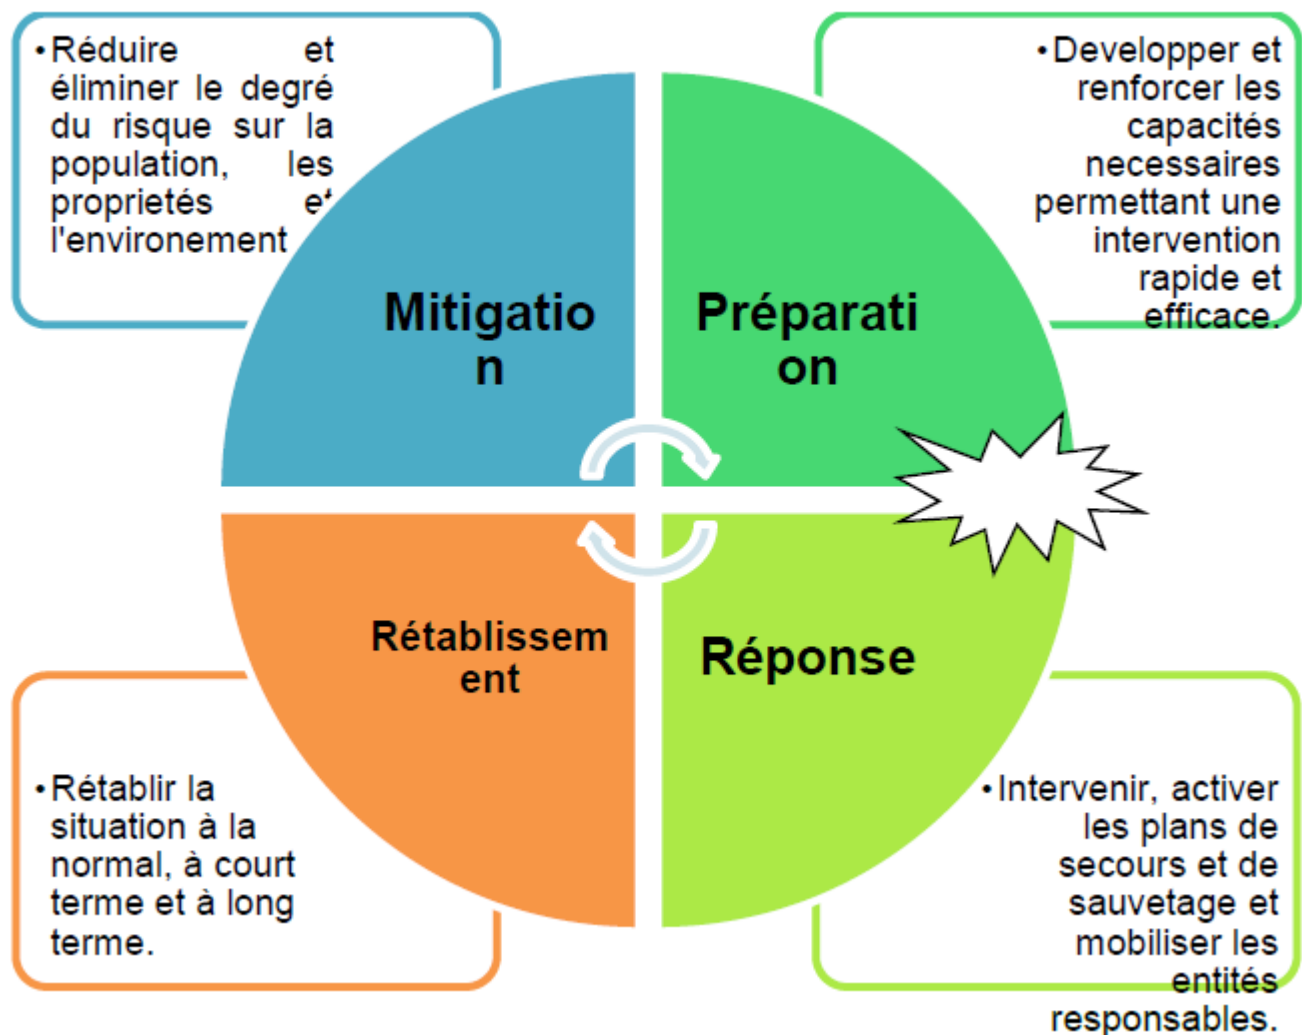 •Réduire et
éliminer le degré
du risque sur la
population, les
proprietés et
l'environement
•Developper et
renforcer les
capacités
necessaires
permettant une
intervention
rapide et
efficace.
Mitigatio
n
Préparati
on
Rétablissem
ent
Réponse
•Rétablir la
situation à la
normal, à court
terme et à long
terme.
•Intervenir, activer
les plans de
secours et de
sauvetage et
mobiliser les
entités
responsables.